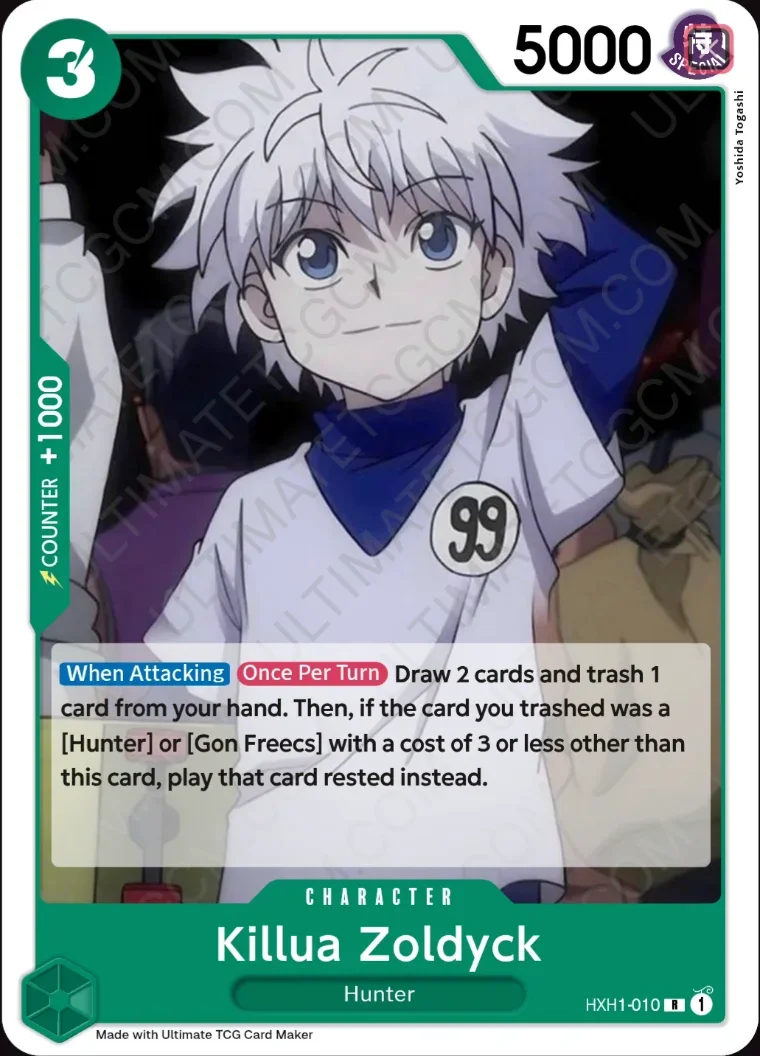 3
5000
SPECIAL
Yoshida Togashi
COUNTER +1000
99
When Attacking Once Per Turn Draw 2 cards and trash 1
card from your hand. Then, if the card you trashed was a
[Hunter] or [Gon Freecs] with a cost of 3 or less other than
this card, play that card rested instead.
CHARACTER
Killua Zoldyck
Hunter
HXH1-010 R 1
Made with Ultimate TCG Card Maker
ULTIMATETCGCM.COM